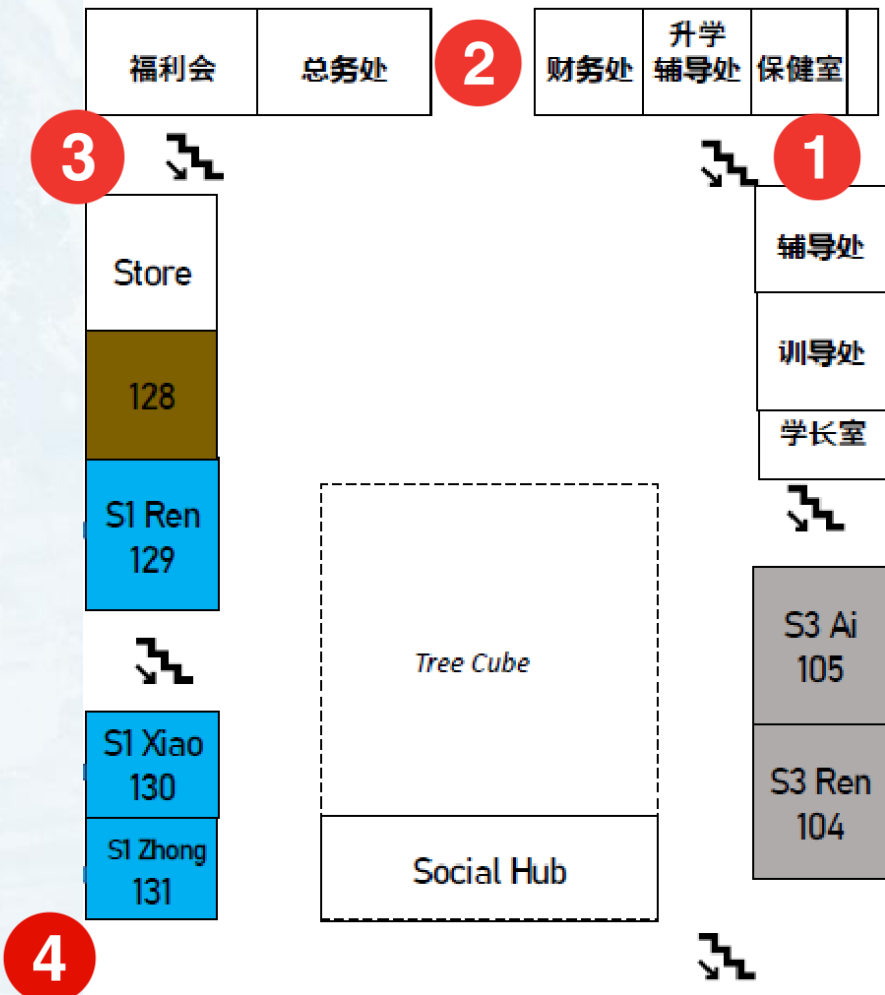 福利会
总务处
2
财务处
升学
辅导处
保健室
3
1
Store
辅导处
128
训导处
学长室
S1 Ren
129
S3 Ai
105
Tree Cube
S1 Xiao
130
S3 Ren
104
S1 Zhong
131
Social Hub
4